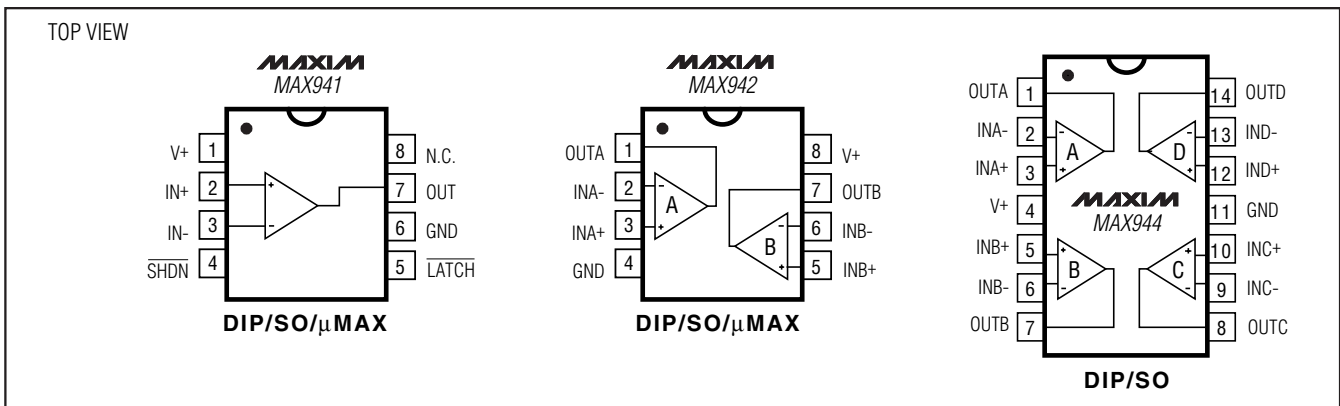 TOP VIEW
MAXIM
MAX941
V+ 1
IN+ 2
IN- 3
SHDN 4
8 N.C.
7 OUT
6 GND
5 LATCH
+
-
DIP/SO/μMAX
MAXIM
MAX942
OUTA 1
INA- 2
INA+ 3
GND 4
8 V+
7 OUTB
6 INB-
5 INB+
-
A
+
-
B
+
DIP/SO/μMAX
OUTA 1
INA- 2
INA+ 3
V+ 4
INB+ 5
INB- 6
OUTB 7
14 OUTD
13 IND-
12 IND+
11 GND
10 INC+
9 INC-
8 OUTC
-
A
+
-
D
+
MAXIM
MAX944
+
B
-
+
C
-
DIP/SO